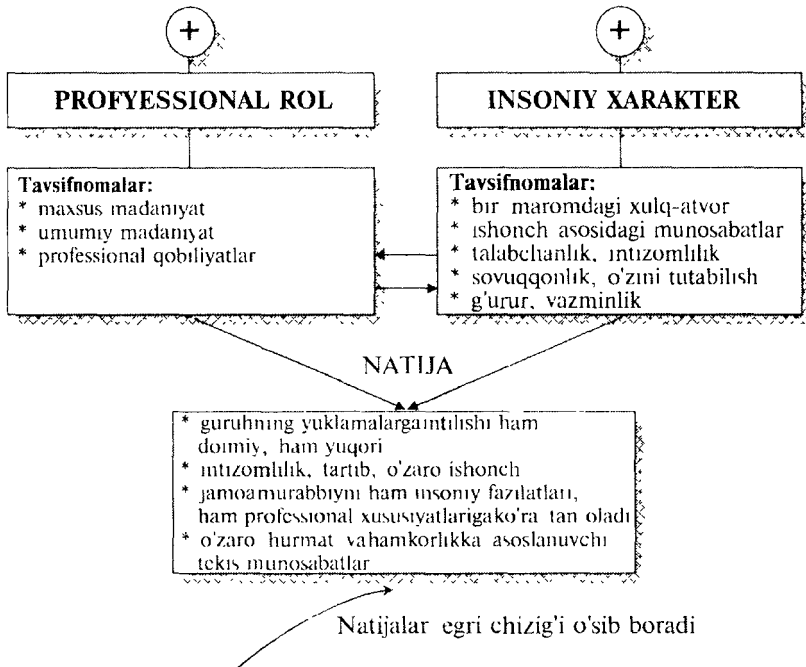 +
+
PROFYESSIONAL ROL
INSONIY XARAKTER
Tavsifnomalar:
* maxsus madaniyat
* umumiy madaniyat
* professional qobiliyatlar
Tavsifnomalar:
* bir maromdagi xulq-atvor
* ishonch asosidagi munosabatlar
* talabchanlik, intizomlilik
* sovuqqonlik, o'zini tutabilish
* g'urur, vazminlik
NATIJA
* guruhning yuklamalargaintilishi ham
doimiy, ham yuqori
* intizomlilik, tartib, o'zaro ishonch
* jamoamurabbiyni ham insoniy fazilatlari,
ham professional xususiyatlarigako'ra tan oladi
* o'zaro hurmat vahamkorlikka asoslanuvchi
tekis munosabatlar
Natijalar egri chizig'i o'sib boradi